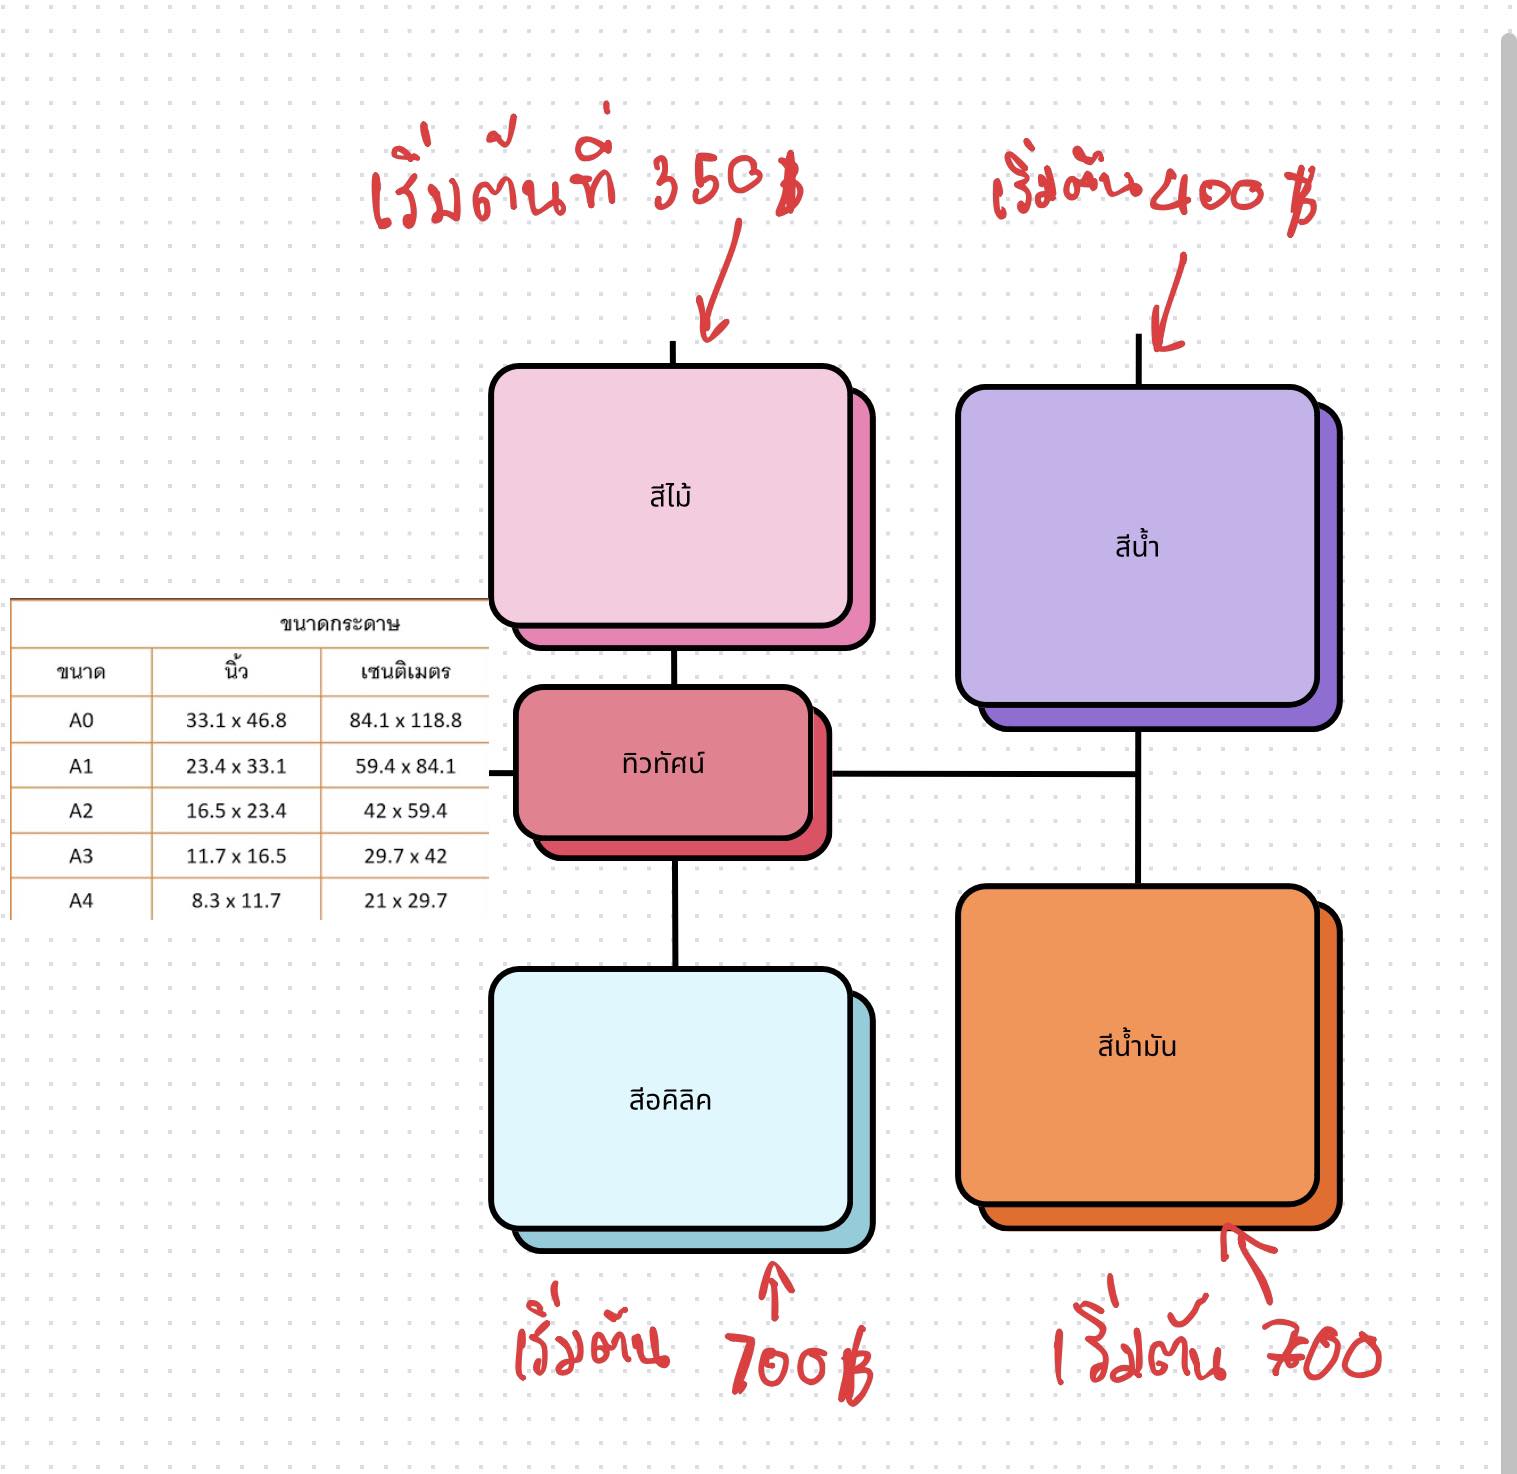 เริ่มต้นที่ 350฿
เริ่มต้น 400 ฿
สีไม้
สีน้ำ
ขนาดกระดาษ
ขนาด นิ้ว เซนติเมตร
A0 33.1 x 46.8 84.1 x 118.8
A1 23.4 x 33.1 59.4 x 84.1
A2 16.5 x 23.4 42 x 59.4
A3 11.7 x 16.5 29.7 x 42
A4 8.3 x 11.7 21 x 29.7
ทิวทัศน์
สีอคิลิค
สีน้ำมัน
เริ่มต้น 700฿
เริ่มต้น 700